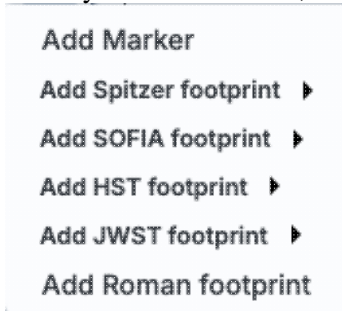 Add Marker
Add Spitzer footprint
Add SOFIA footprint
Add HST footprint
Add JWST footprint
Add Roman footprint